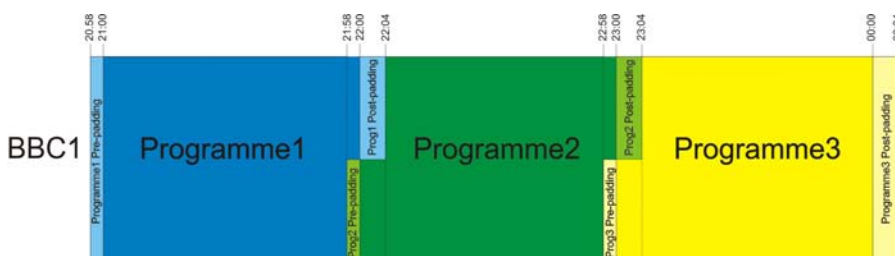 20.58
21:00
21:58
22:00
22:04
22:58
23:00
23:04
00:00
BBC1
Programme1 Pre-padding
Programme1
Prog2 Pre-padding
Prog1 Post-padding
Programme2
Prog3 Pre-padding
Prog2 Post-padding
Programme3
Programme3 Post-padding